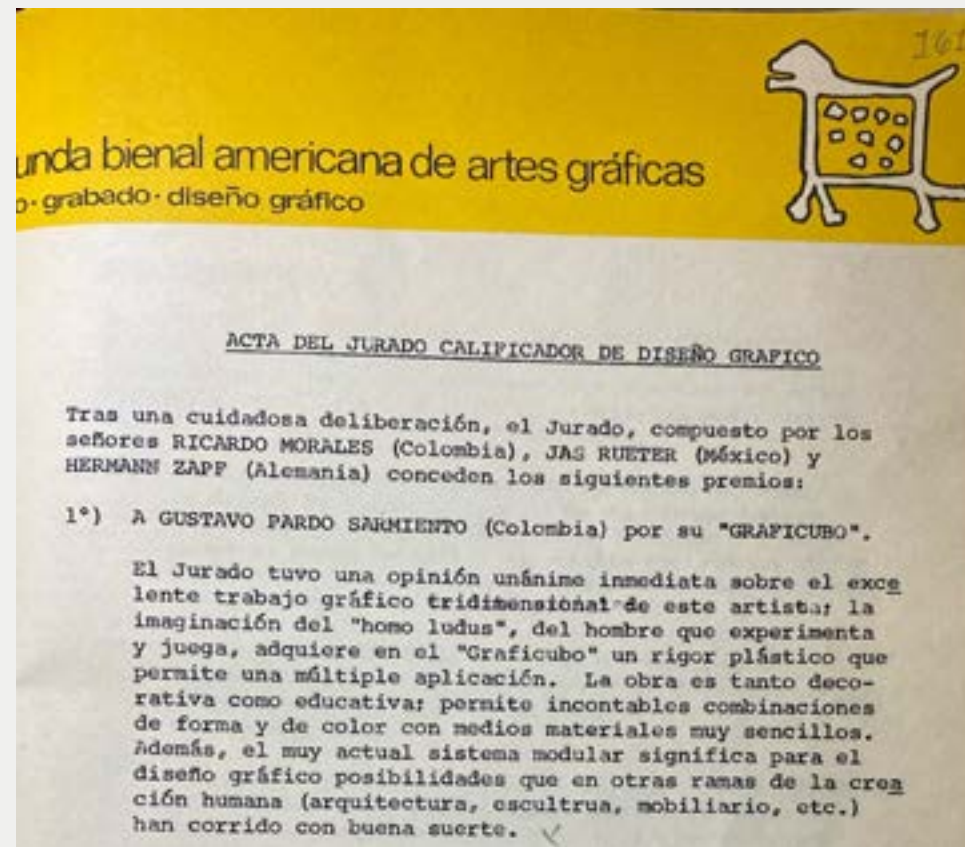 161
unda bienal americana de artes gráficas
o·grabado·diseño gráfico
ACTA DEL JURADO CALIFICADOR DE DISEÑO GRAFICO
Tras una cuidadosa deliberación, el Jurado, compuesto por los
señores RICARDO MORALES (Colombia), JAS RUETER (México) y
HERMANN ZAPF (Alemania) conceden los siguientes premios:
1°) A GUSTAVO PARDO SARMIENTO (Colombia) por su "GRAFICUBO".
El Jurado tuvo una opinión unánime inmediata sobre el exce
lente trabajo gráfico tridimensional de este artista; la
imaginación del "homo ludus", del hombre que experimenta
y juega, adquiere en el "Graficubo" un rigor plástico que
permite una múltiple aplicación. La obra es tanto deco-
rativa como educativa; permite incontables combinaciones
de forma y de color con medios materiales muy sencillos.
Además, el muy actual sistema modular significa para el
diseño gráfico posibilidades que en otras ramas de la crea
ción humana (arquitectura, escultrua, mobiliario, etc.)
han corrido con buena suerte.